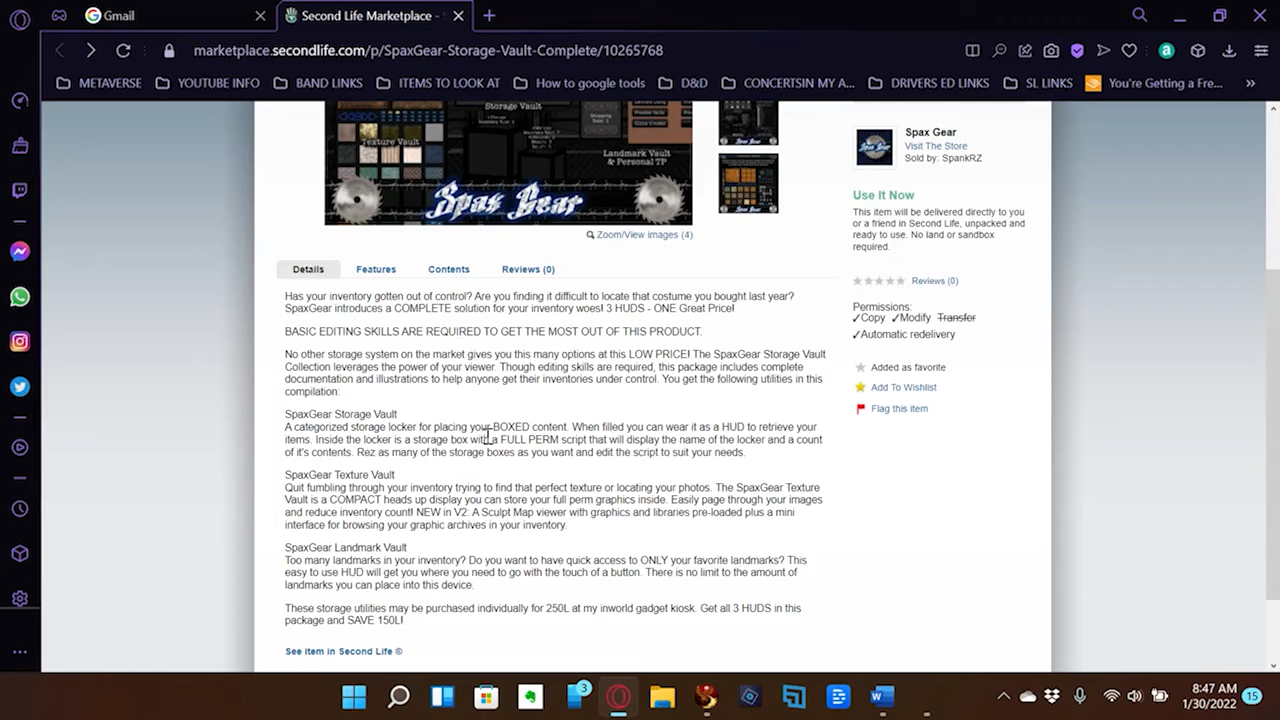 Gmail
Second Life Marketplace -
marketplace.secondlife.com/p/SpaxGear-Storage-Vault-Complete/10265768
METAVERSE
YOUTUBE INFO
BAND LINKS
ITEMS TO LOOK AT
How to google tools
D&D
CONCERTSIN MY A...
DRIVERS ED LINKS
SL LINKS
You're Getting a Fre...
Storage Vault
Texture Vault
Landmark Vault
& Personal TP
Spax Gear
Zoom/View images (4)
Spax Gear
Visit The Store
Sold by: SpankRZ
Use It Now
This item will be delivered directly to you
or a friend in Second Life, unpacked and
ready to use. No land or sandbox
required.
Reviews (0)
Permissions:
✓Copy ✓Modify Transfer
✓Automatic redelivery
Added as favorite
Add To Wishlist
Flag this item
Details
Features
Contents
Reviews (0)
Has your inventory gotten out of control? Are you finding it difficult to locate that costume you bought last year?
SpaxGear introduces a COMPLETE solution for your inventory woes! 3 HUDS - ONE Great Price!
BASIC EDITING SKILLS ARE REQUIRED TO GET THE MOST OUT OF THIS PRODUCT.
No other storage system on the market gives you this many options at this LOW PRICE! The SpaxGear Storage Vault
Collection leverages the power of your viewer. Though editing skills are required, this package includes complete
documentation and illustrations to help anyone get their inventories under control. You get the following utilities in this
compilation:
SpaxGear Storage Vault
A categorized storage locker for placing your BOXED content. When filled you can wear it as a HUD to retrieve your
items. Inside the locker is a storage box with a FULL PERM script that will display the name of the locker and a count
of it's contents. Rez as many of the storage boxes as you want and edit the script to suit your needs.
SpaxGear Texture Vault
Quit fumbling through your inventory trying to find that perfect texture or locating your photos. The SpaxGear Texture
Vault is a COMPACT heads up display you can store your full perm graphics inside. Easily page through your images
and reduce inventory count! NEW in V2: A Sculpt Map viewer with graphics and libraries pre-loaded plus a mini
interface for browsing your graphic archives in your inventory.
SpaxGear Landmark Vault
Too many landmarks in your inventory? Do you want to have quick access to ONLY your favorite landmarks? This
easy to use HUD will get you where you need to go with the touch of a button. There is no limit to the amount of
landmarks you can place into this device.
These storage utilities may be purchased individually for 250L at my inworld gadget kiosk. Get all 3 HUDS in this
package and SAVE 150L!
See item in Second Life ®
3
8:47 AM
1/30/2022
15